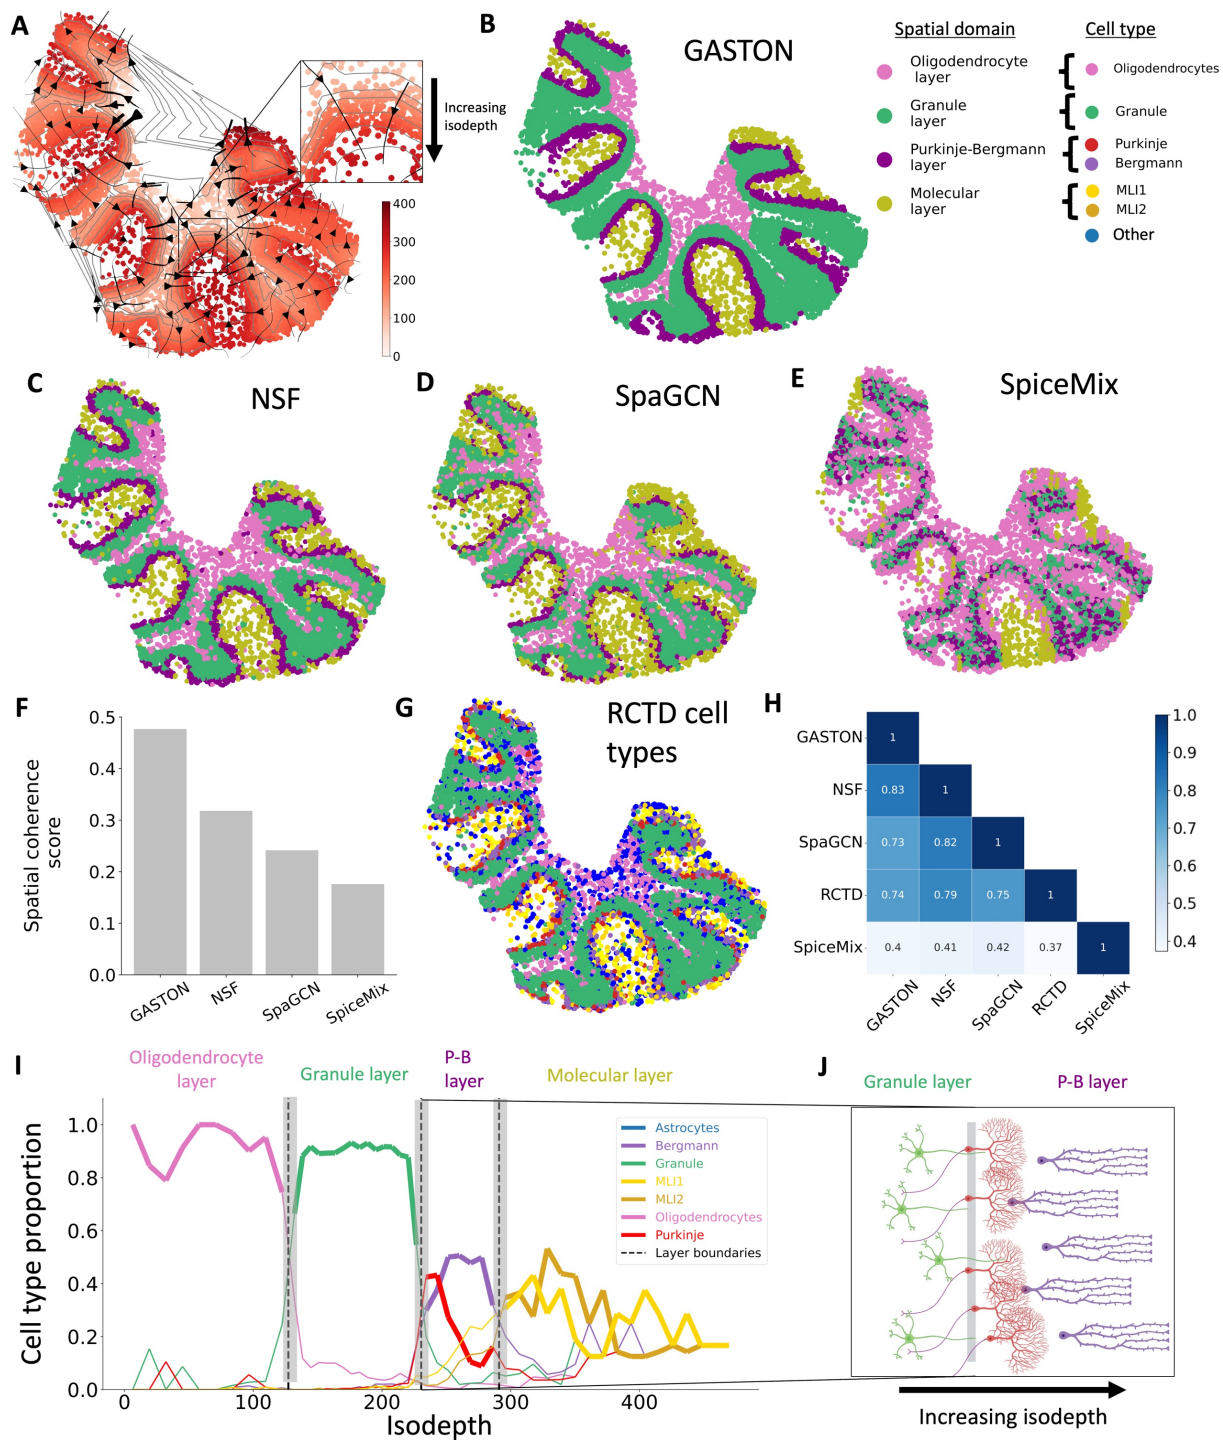 A
Increasing
isodepth
400
300
200
100
0
B
GASTON
Spatial domain
Oligodendrocyte
layer
Granule
layer
Purkinje-Bergmann
layer
Molecular
layer
Cell type
Oligodendrocytes
Granule
Purkinje
Bergmann
MLI1
MLI2
Other
C
NSF
D
SpaGCN
E
SpiceMix
F
Spatial coherence
score
0.5
0.4
0.3
0.2
0.1
0.0
GASTON
NSF
SpaGCN
SpiceMix
G
RCTD cell
types
H
GASTON
NSF
SpaGCN
RCTD
SpiceMix
1
0.83 1
0.73 0.82 1
0.74 0.79 0.75 1
0.4 0.41 0.42 0.37 1
GASTON
NSF
SpaGCN
RCTD
SpiceMix
1.0
0.9
0.8
0.7
0.6
0.5
0.4
I
Oligodendrocyte
layer
Granule layer
P-B
layer
Molecular layer
Cell type proportion
1.0
0.8
0.6
0.4
0.2
0.0
0 100 200 300 400
Isodepth
Astrocytes
Bergmann
Granule
MLI1
MLI2
Oligodendrocytes
Purkinje
Layer boundaries
J
Granule layer
P-B layer
Increasing isodepth